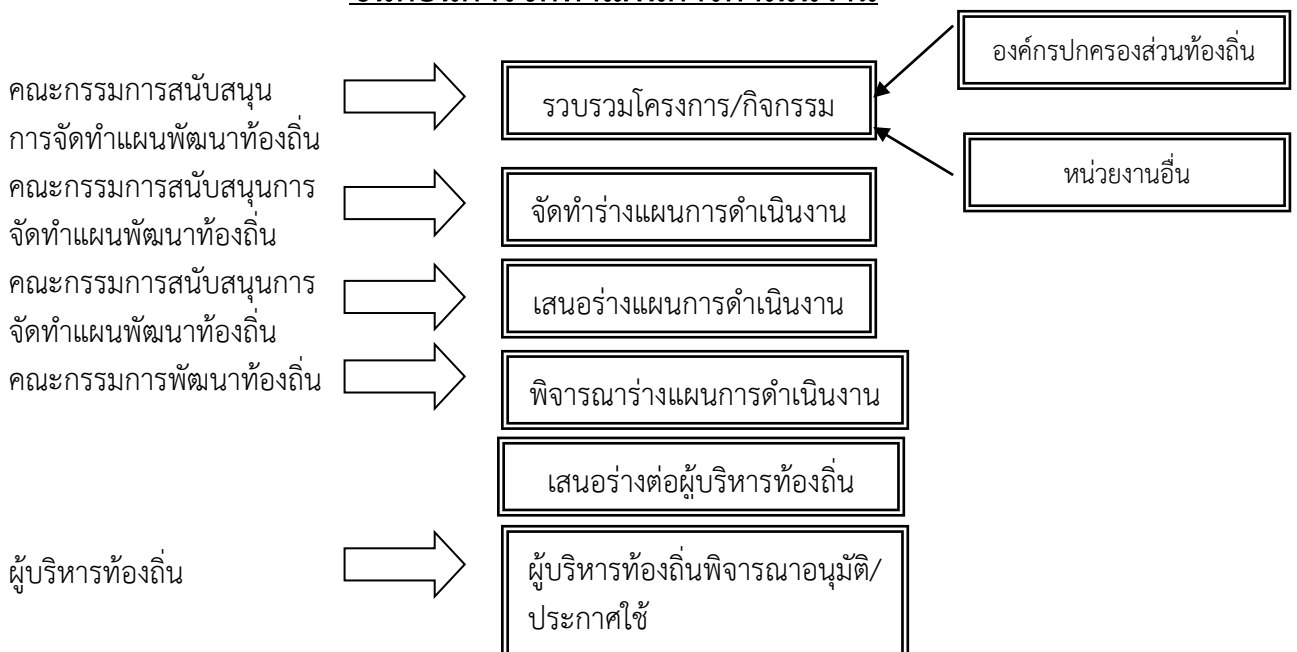 องค์กรปกครองส่วนท้องถิ่น
คณะกรรมการสนับสนุน
การจัดทำแผนพัฒนาท้องถิ่น
รวบรวมโครงการ/กิจกรรม
หน่วยงานอื่น
คณะกรรมการสนับสนุนการ
จัดทำแผนพัฒนาท้องถิ่น
จัดทำร่างแผนการดำเนินงาน
คณะกรรมการสนับสนุนการ
จัดทำแผนพัฒนาท้องถิ่น
เสนอร่างแผนการดำเนินงาน
คณะกรรมการพัฒนาท้องถิ่น
พิจารณาร่างแผนการดำเนินงาน
เสนอร่างต่อผู้บริหารท้องถิ่น
ผู้บริหารท้องถิ่น
ผู้บริหารท้องถิ่นพิจารณาอนุมัติ/
ประกาศใช้